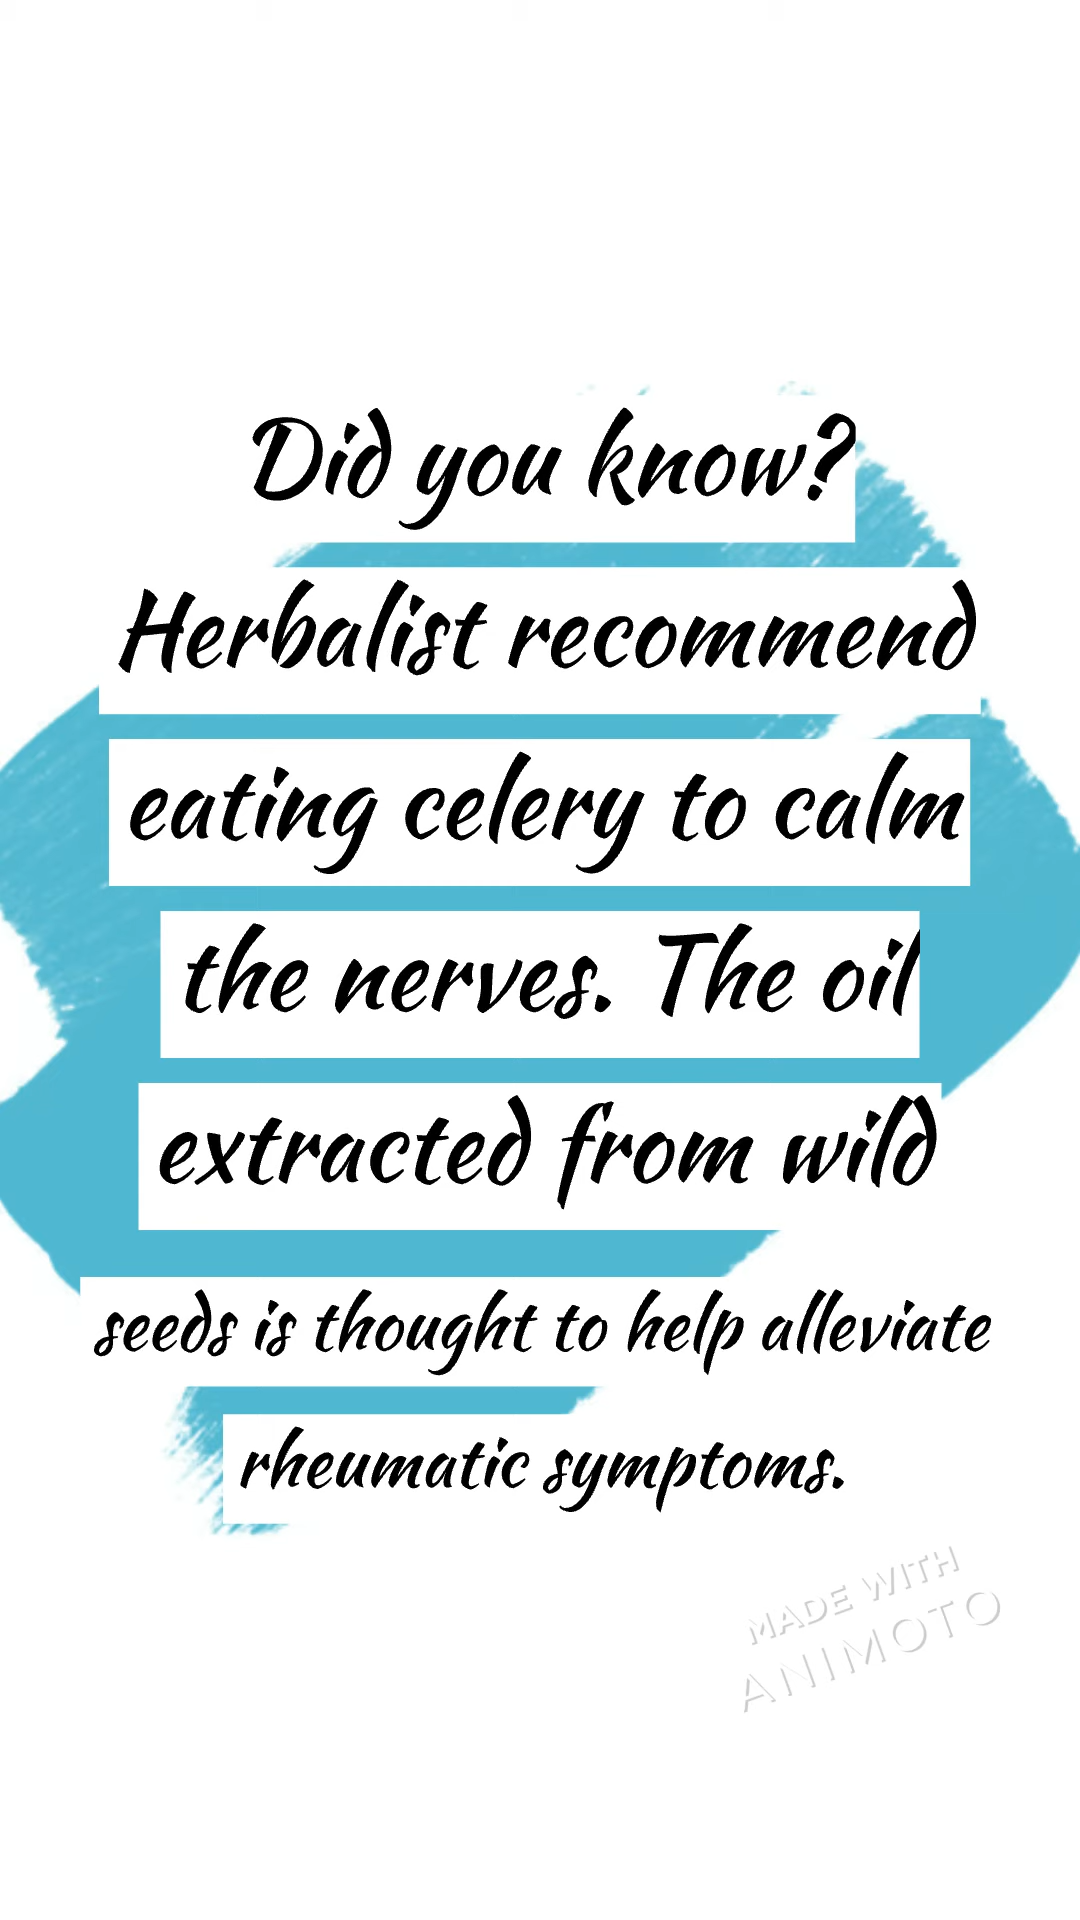 Did you know?
Herbalist recommend
eating celery to calm
the nerves. The oil
extracted from wild
seeds is thought to help alleviate
rheumatic symptoms.
MADE WITH
ANIMOTO